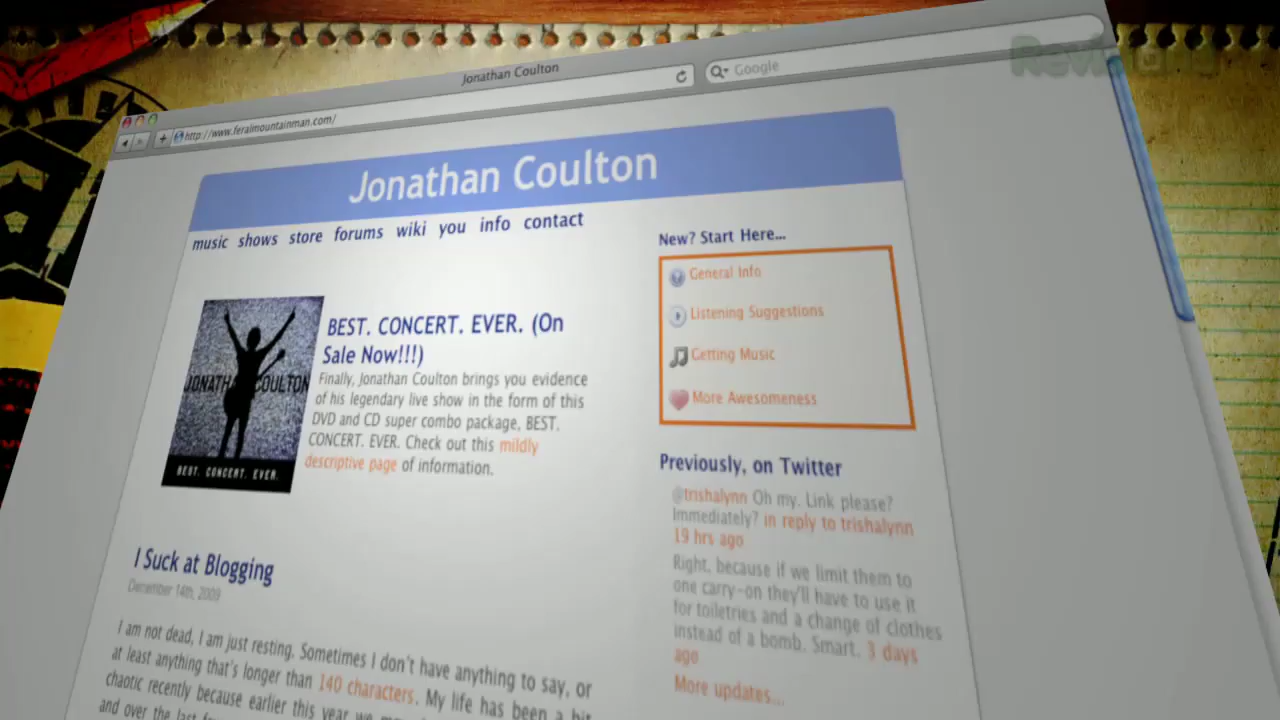 Jonathan Coulton
Google
http://www.feralmountainman.com/
Jonathan Coulton
music shows store forums wiki you info contact
BEST. CONCERT. EVER. (On
Sale Now!!!)
Finally, Jonathan Coulton brings you evidence
of his legendary live show in the form of this
DVD and CD super combo package, BEST.
CONCERT. EVER. Check out this mildly
descriptive page of information.
JONATHAN COULTON
BEST. CONCERT. EVER.
I Suck at Blogging
December 14th, 2009
I am not dead, I am just resting. Sometimes I don't have anything to say, or
at least anything that's longer than 140 characters. My life has been a bit
chaotic recently because earlier this year we
and over the last
New? Start Here...
General Info
Listening Suggestions
Getting Music
More Awesomeness
Previously, on Twitter
@trishalynn Oh my. Link please?
Immediately? in reply to trishalynn
19 hrs ago
Right, because if we limit them to
one carry-on they'll have to use it
for toiletries and a change of clothes
instead of a bomb. Smart. 3 days
ago
More updates...